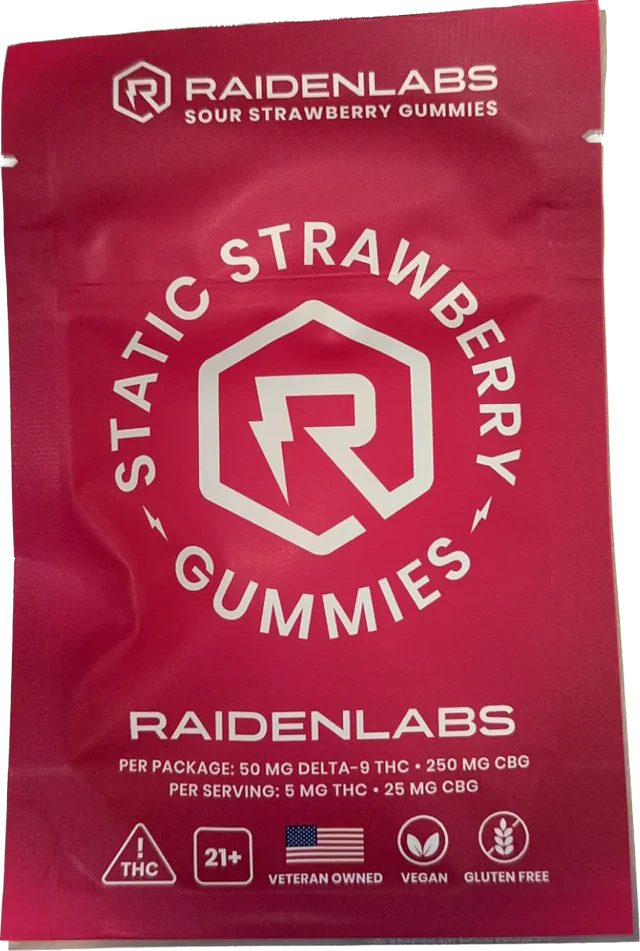 RAIDENLABS
SOUR STRAWBERRY GUMMIES
STATIC STRAWBERRY
GUMMIES
RAIDENLABS
PER PACKAGE: 50 MG DELTA-9 THC • 250 MG CBG
PER SERVING: 5 MG THC • 25 MG CBG
! THC
21+
VETERAN OWNED
VEGAN
GLUTEN FREE